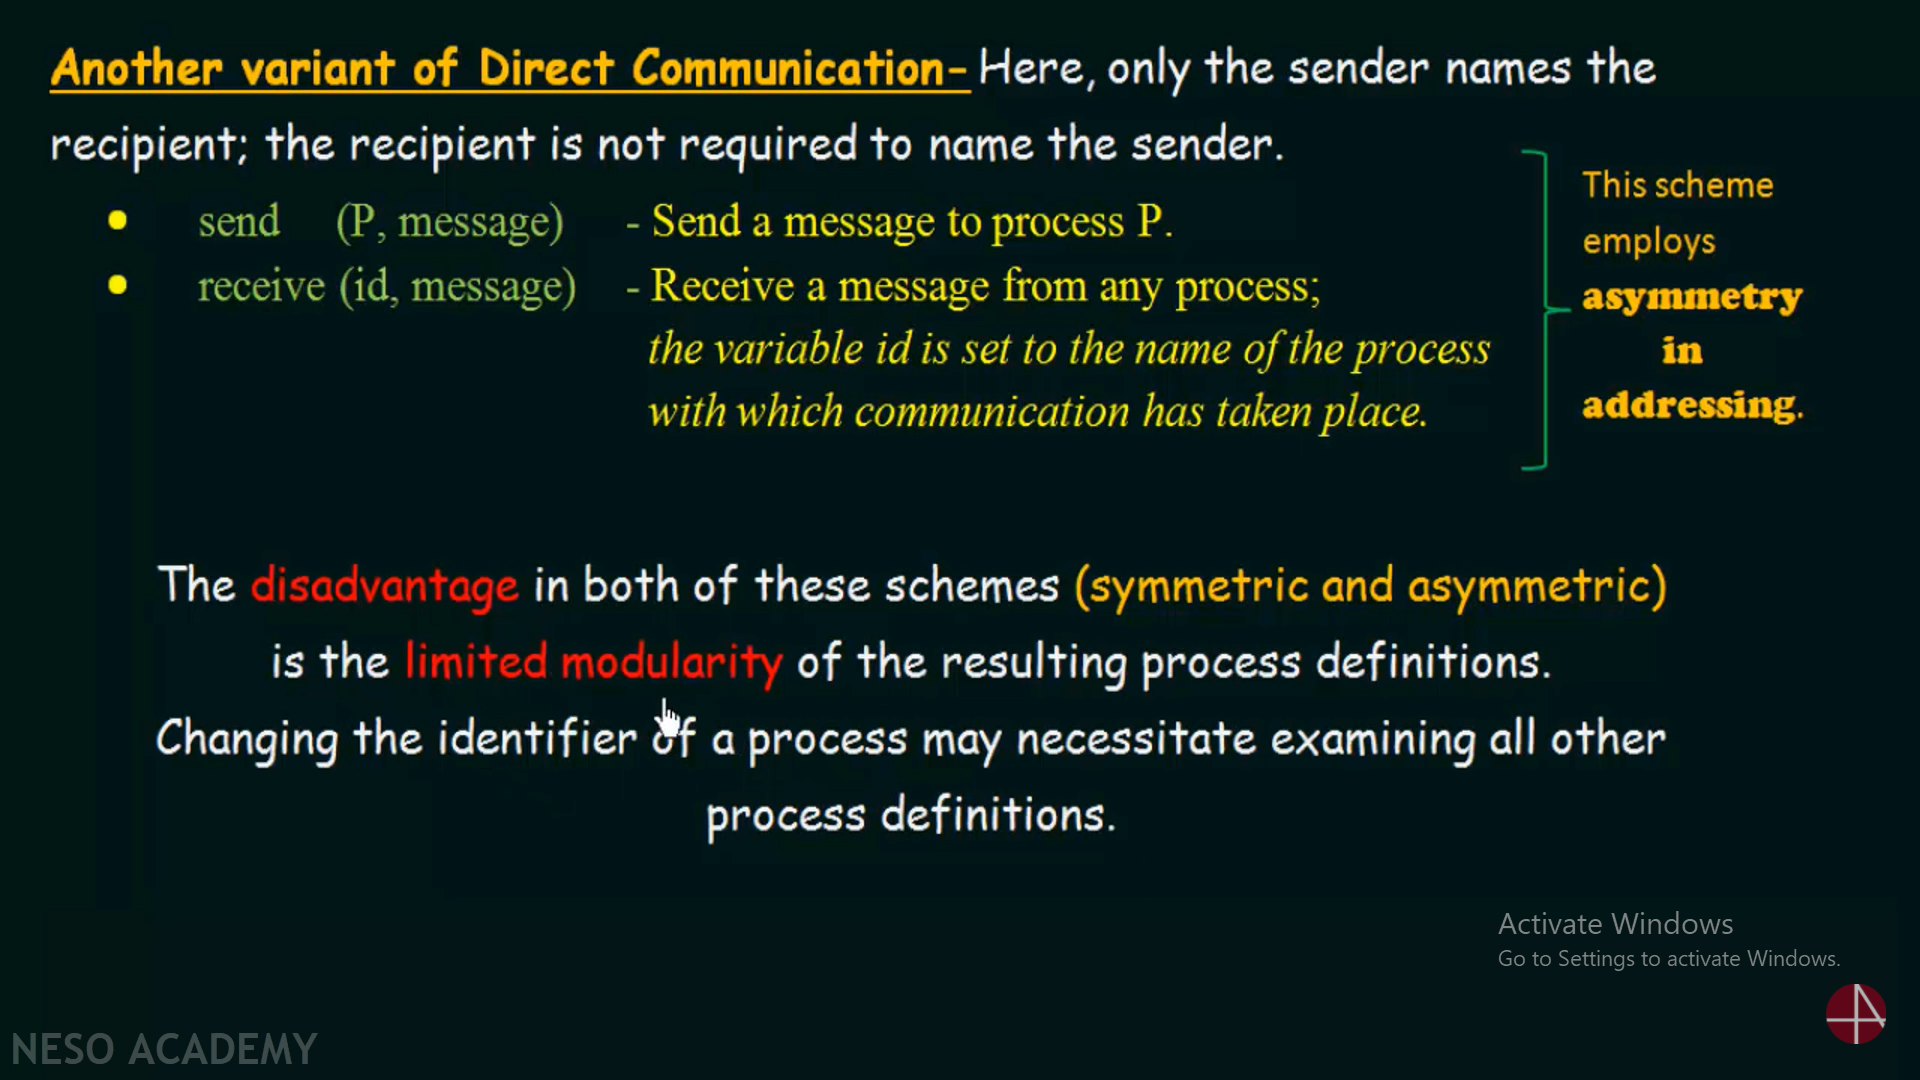 Another variant of Direct Communication- Here, only the sender names the
recipient; the recipient is not required to name the sender.
• send (P, message) - Send a message to process P.
• receive (id, message) - Receive a message from any process;
the variable id is set to the name of the process
with which communication has taken place.
This scheme
employs
asymmetry
in
addressing.
The disadvantage in both of these schemes (symmetric and asymmetric)
is the limited modularity of the resulting process definitions.
Changing the identifier of a process may necessitate examining all other
process definitions.
Activate Windows
Go to Settings to activate Windows.
NESO ACADEMY